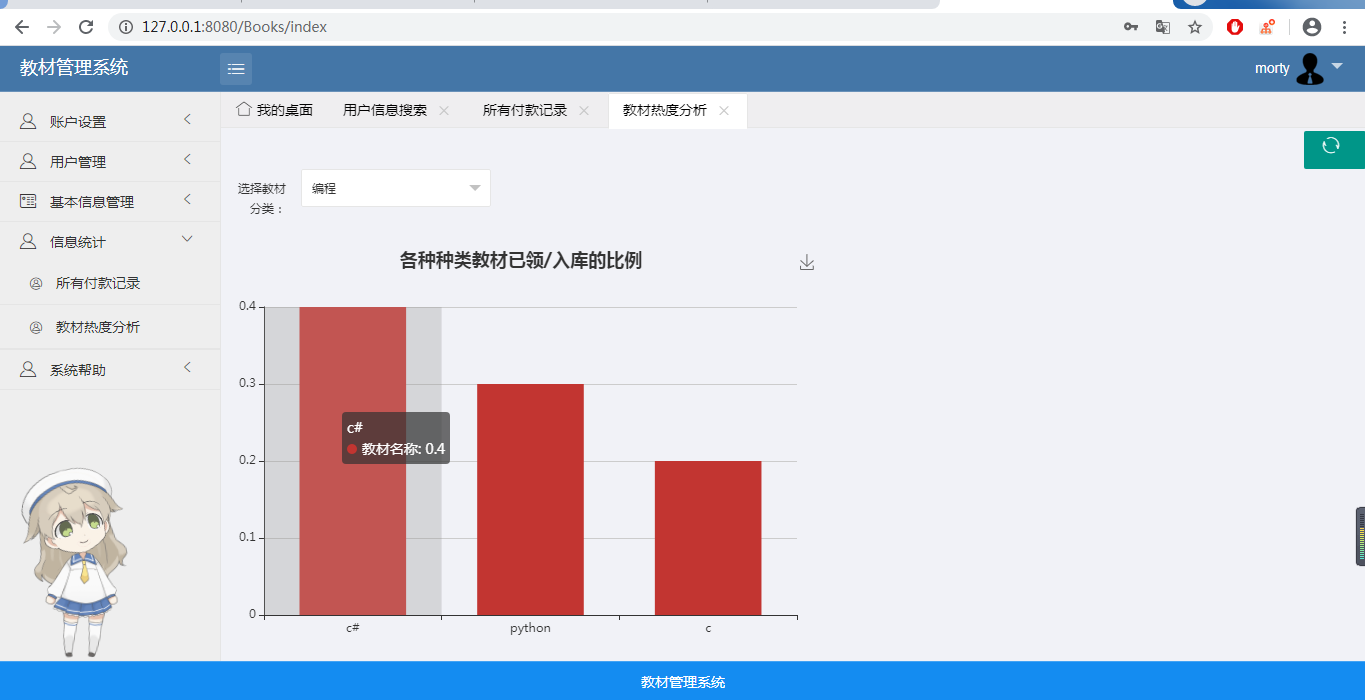 127.0.0.1:8080/Books/index
教材管理系统
morty
我的桌面
用户信息搜索
所有付款记录
教材热度分析
账户设置
用户管理
基本信息管理
信息统计
所有付款记录
教材热度分析
系统帮助
选择教材
分类：
编程
各种种类教材已领/入库的比例
0.4
0.3
0.2
0.1
0
c#
教材名称: 0.4
c#
python
c
教材管理系统